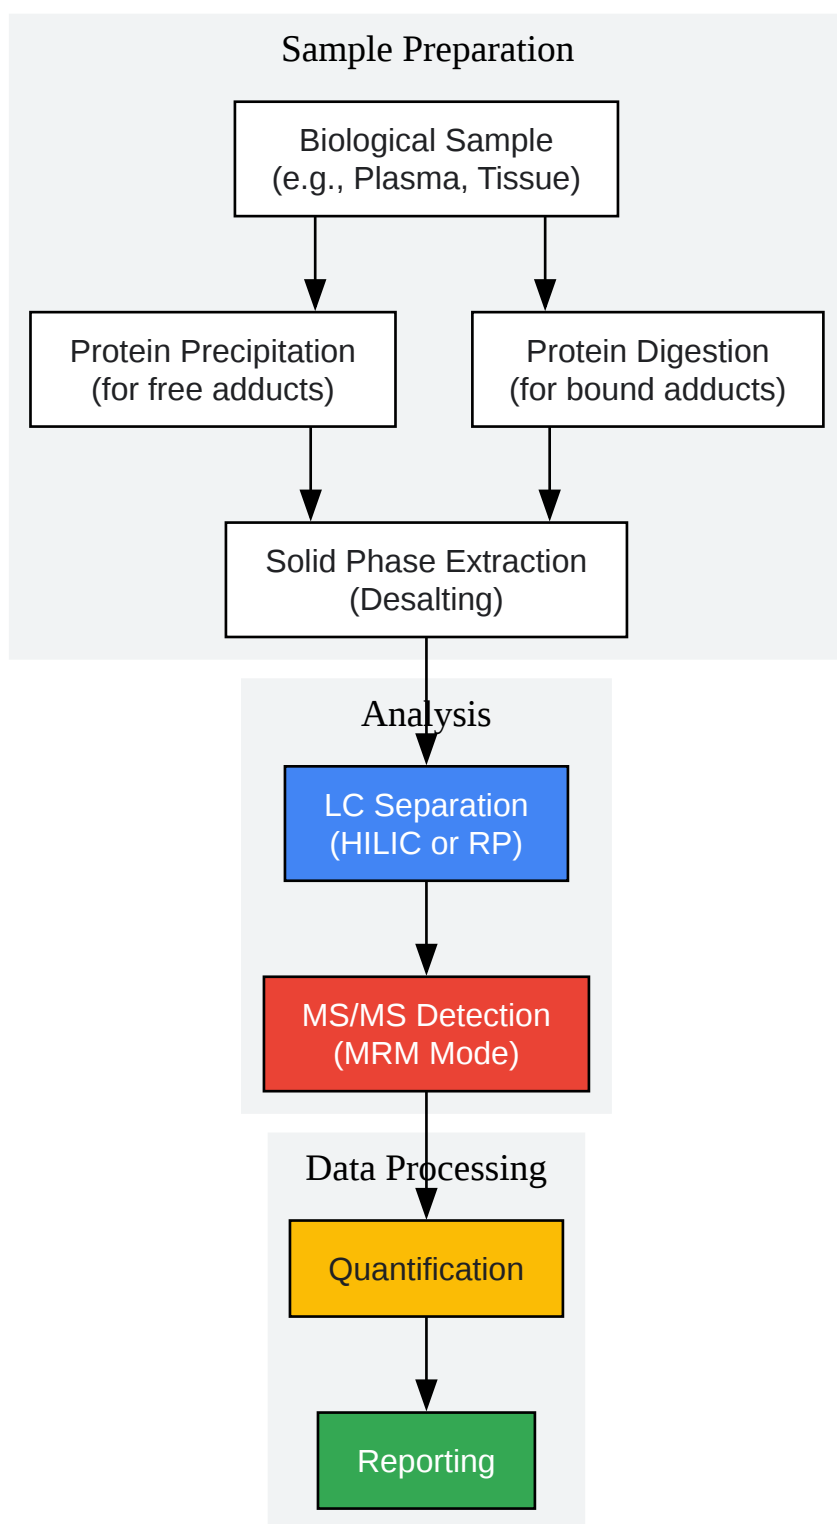 Sample Preparation
Biological Sample
(e.g., Plasma, Tissue)
Protein Precipitation
(for free adducts)
Protein Digestion
(for bound adducts)
Solid Phase Extraction
(Desalting)
Analysis
LC Separation
(HILIC or RP)
MS/MS Detection
(MRM Mode)
Data Processing
Quantification
Reporting